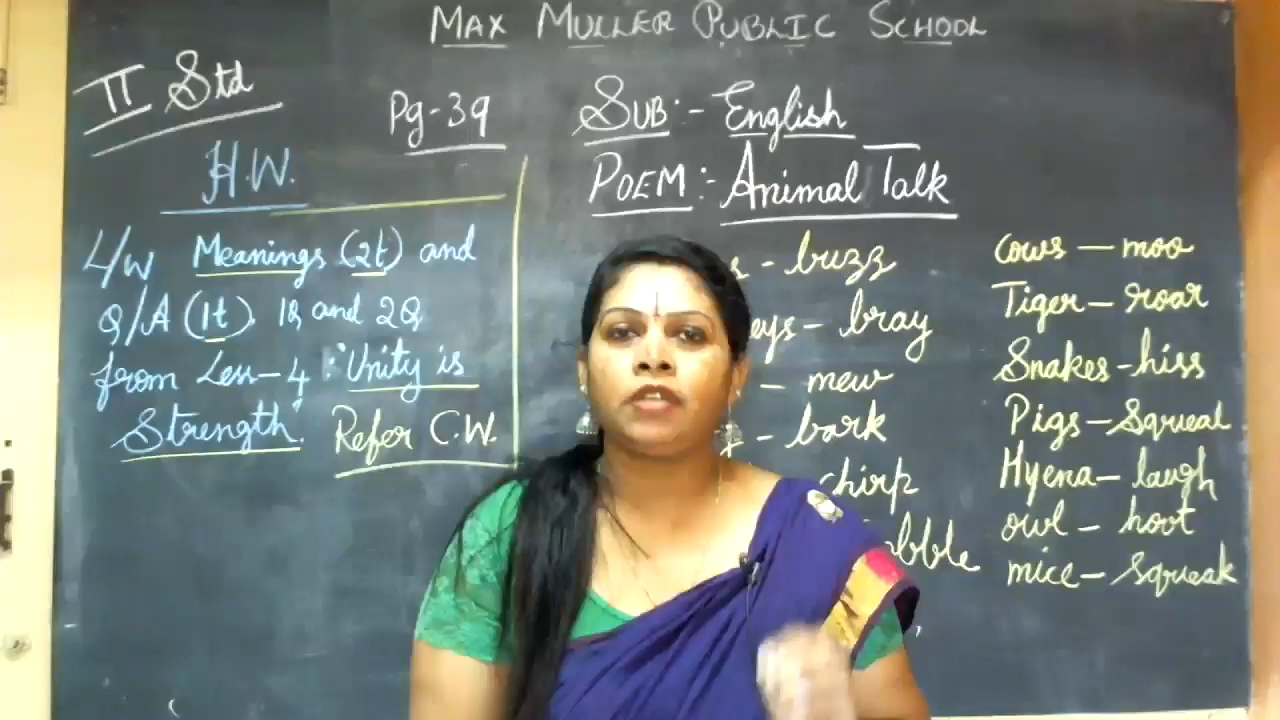 MAX MULLER PUBLIC SCHOOL
II Std
Pg-39
SUB:- English
POEM:- Animal Talk
H.W.
L/W Meanings (2t) and
Q/A (1t) 1Q and 2Q
from Less-4 : "Unity is
Strength". Refer C.W.
s - buzz
eys - bray
- mew
- bark
chirp
bble
cows — moo
Tiger — roar
Snakes - hiss
Pigs — Squeal
Hyena — laugh
owl - hoot
mice — Squeak